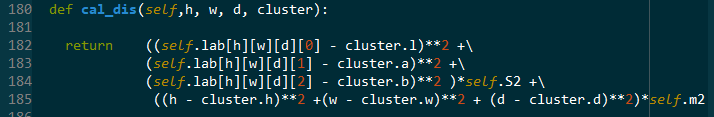 180 def cal_dis(self,h, w, d, cluster):
181
182 return ((self.lab[h][w][d][0] - cluster.l)**2 +\
183 (self.lab[h][w][d][1] - cluster.a)**2 +\
184 (self.lab[h][w][d][2] - cluster.b)**2 )*self.S2 +\
185 ((h - cluster.h)**2 +(w - cluster.w)**2 + (d - cluster.d)**2)*self.m2
186